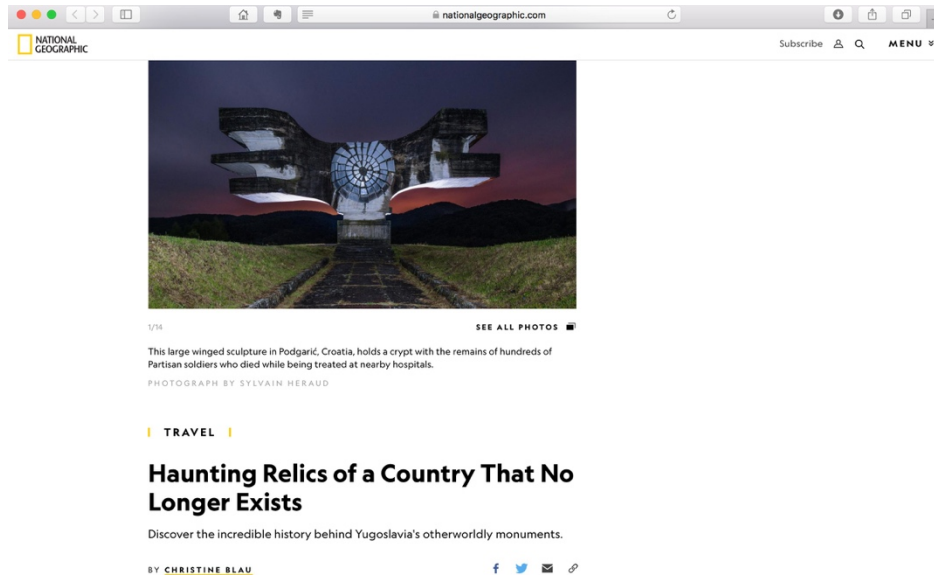 nationalgeographic.com
NATIONAL
GEOGRAPHIC
Subscribe
MENU
1/14
SEE ALL PHOTOS
This large winged sculpture in Podgarić, Croatia, holds a crypt with the remains of hundreds of
Partisan soldiers who died while being treated at nearby hospitals.
PHOTOGRAPH BY SYLVAIN HERAUD
TRAVEL
Haunting Relics of a Country That No
Longer Exists
Discover the incredible history behind Yugoslavia's otherworldly monuments.
BY CHRISTINE BLAU